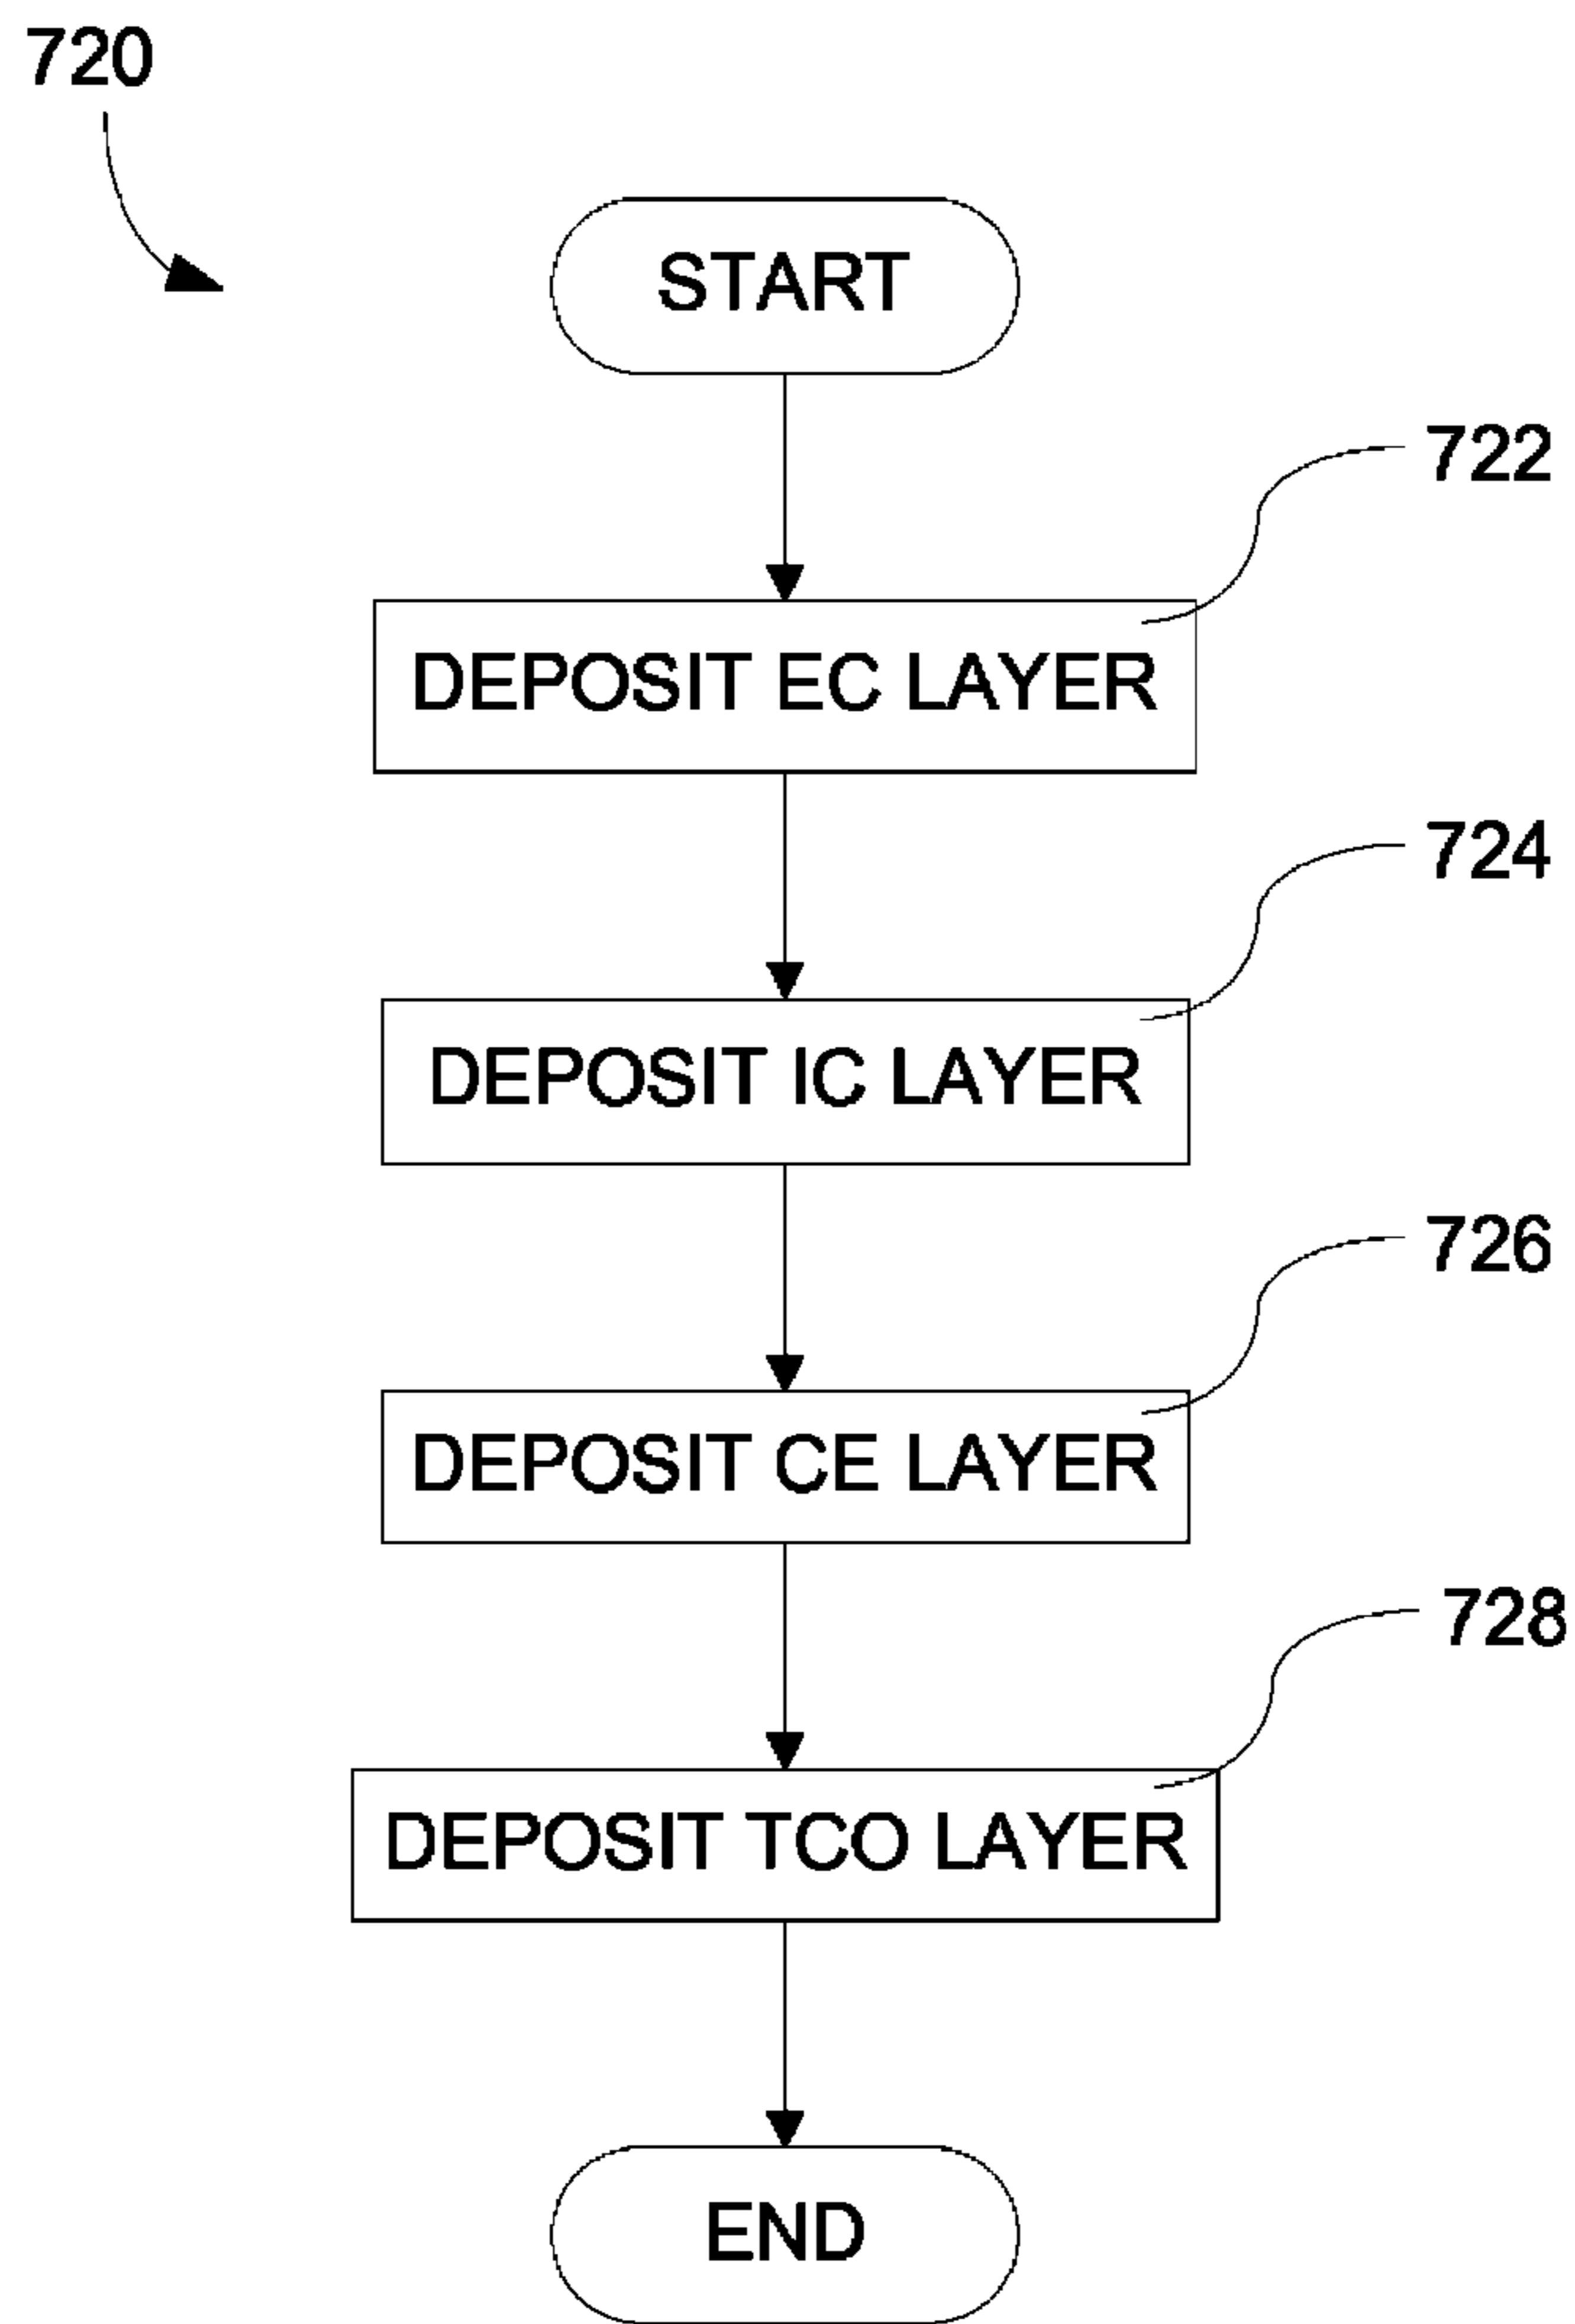 720
START
722
DEPOSIT EC LAYER
724
DEPOSIT IC LAYER
726
DEPOSIT CE LAYER
728
DEPOSIT TCO LAYER
END